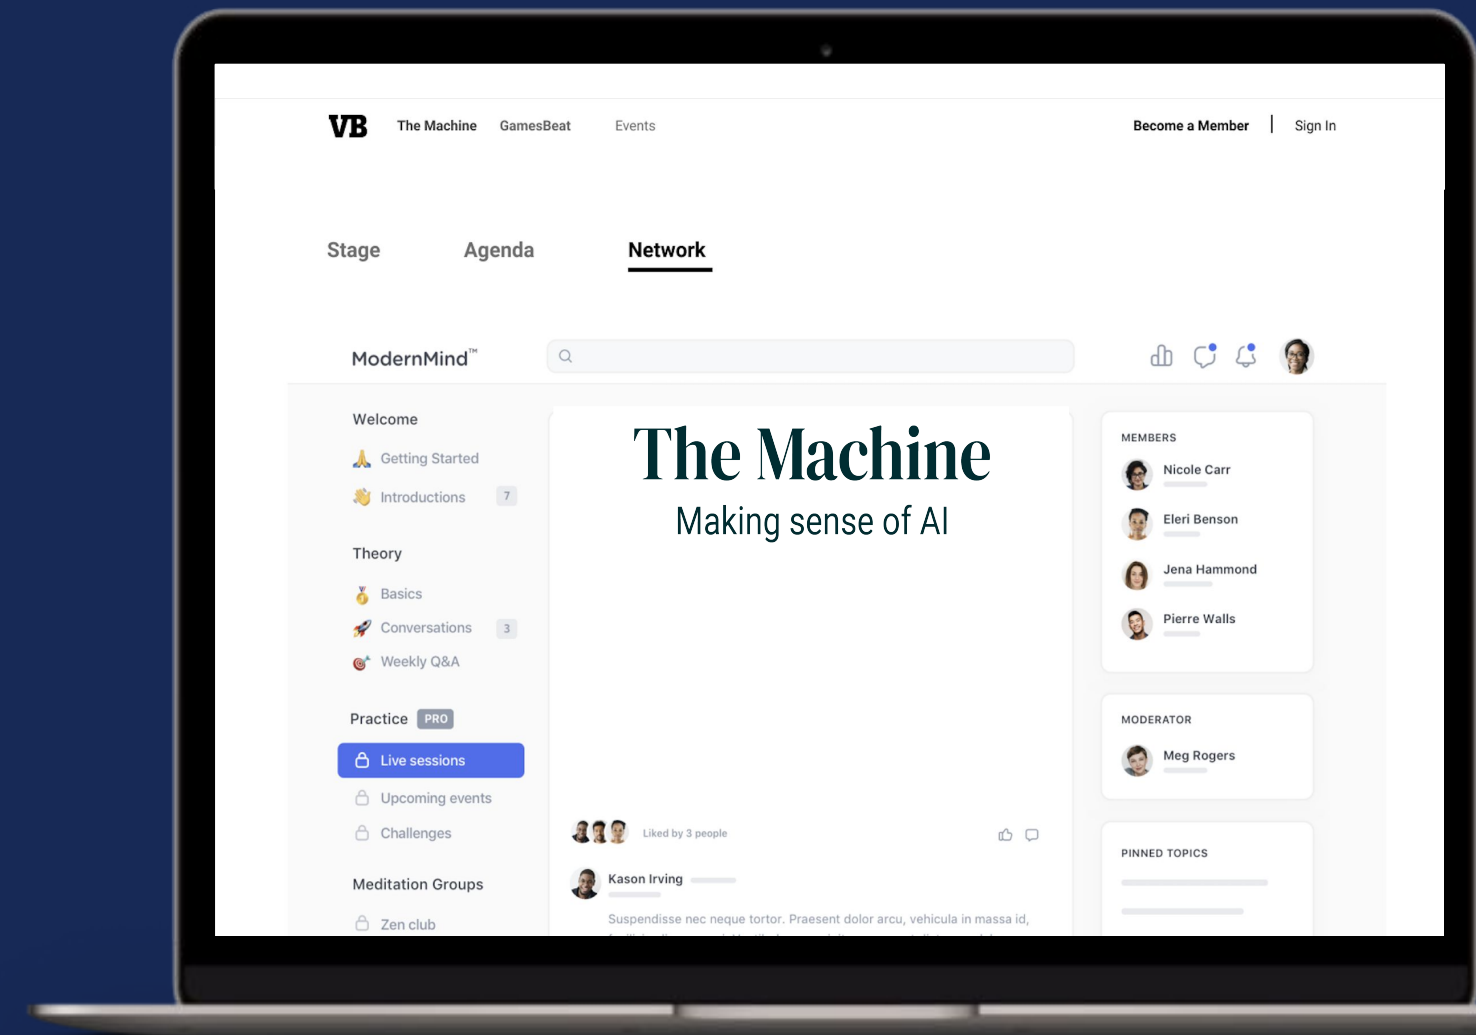 VB The Machine GamesBeat Events Become a Member | Sign In
Stage Agenda Network
ModernMind™
Welcome
Getting Started
Introductions 7
Theory
Basics
Conversations 3
Weekly Q&A
Practice PRO
Live sessions
Upcoming events
Challenges
Meditation Groups
Zen club
The Machine
Making sense of AI
Liked by 3 people
Kason Irving
Suspendisse nec neque tortor. Praesent dolor arcu, vehicula in massa id,
MEMBERS
Nicole Carr
Eleri Benson
Jena Hammond
Pierre Walls
MODERATOR
Meg Rogers
PINNED TOPICS